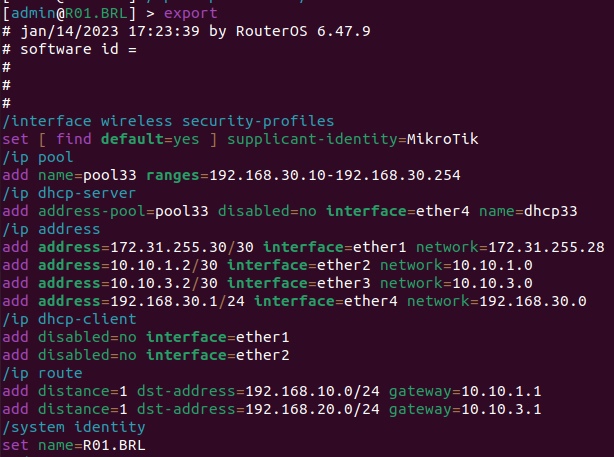 [admin@R01.BRL] > export
# jan/14/2023 17:23:39 by RouterOS 6.47.9
# software id =
#
#
#
/interface wireless security-profiles
set [ find default=yes ] supplicant-identity=MikroTik
/ip pool
add name=pool33 ranges=192.168.30.10-192.168.30.254
/ip dhcp-server
add address-pool=pool33 disabled=no interface=ether4 name=dhcp33
/ip address
add address=172.31.255.30/30 interface=ether1 network=172.31.255.28
add address=10.10.1.2/30 interface=ether2 network=10.10.1.0
add address=10.10.3.2/30 interface=ether3 network=10.10.3.0
add address=192.168.30.1/24 interface=ether4 network=192.168.30.0
/ip dhcp-client
add disabled=no interface=ether1
add disabled=no interface=ether2
/ip route
add distance=1 dst-address=192.168.10.0/24 gateway=10.10.1.1
add distance=1 dst-address=192.168.20.0/24 gateway=10.10.3.1
/system identity
set name=R01.BRL